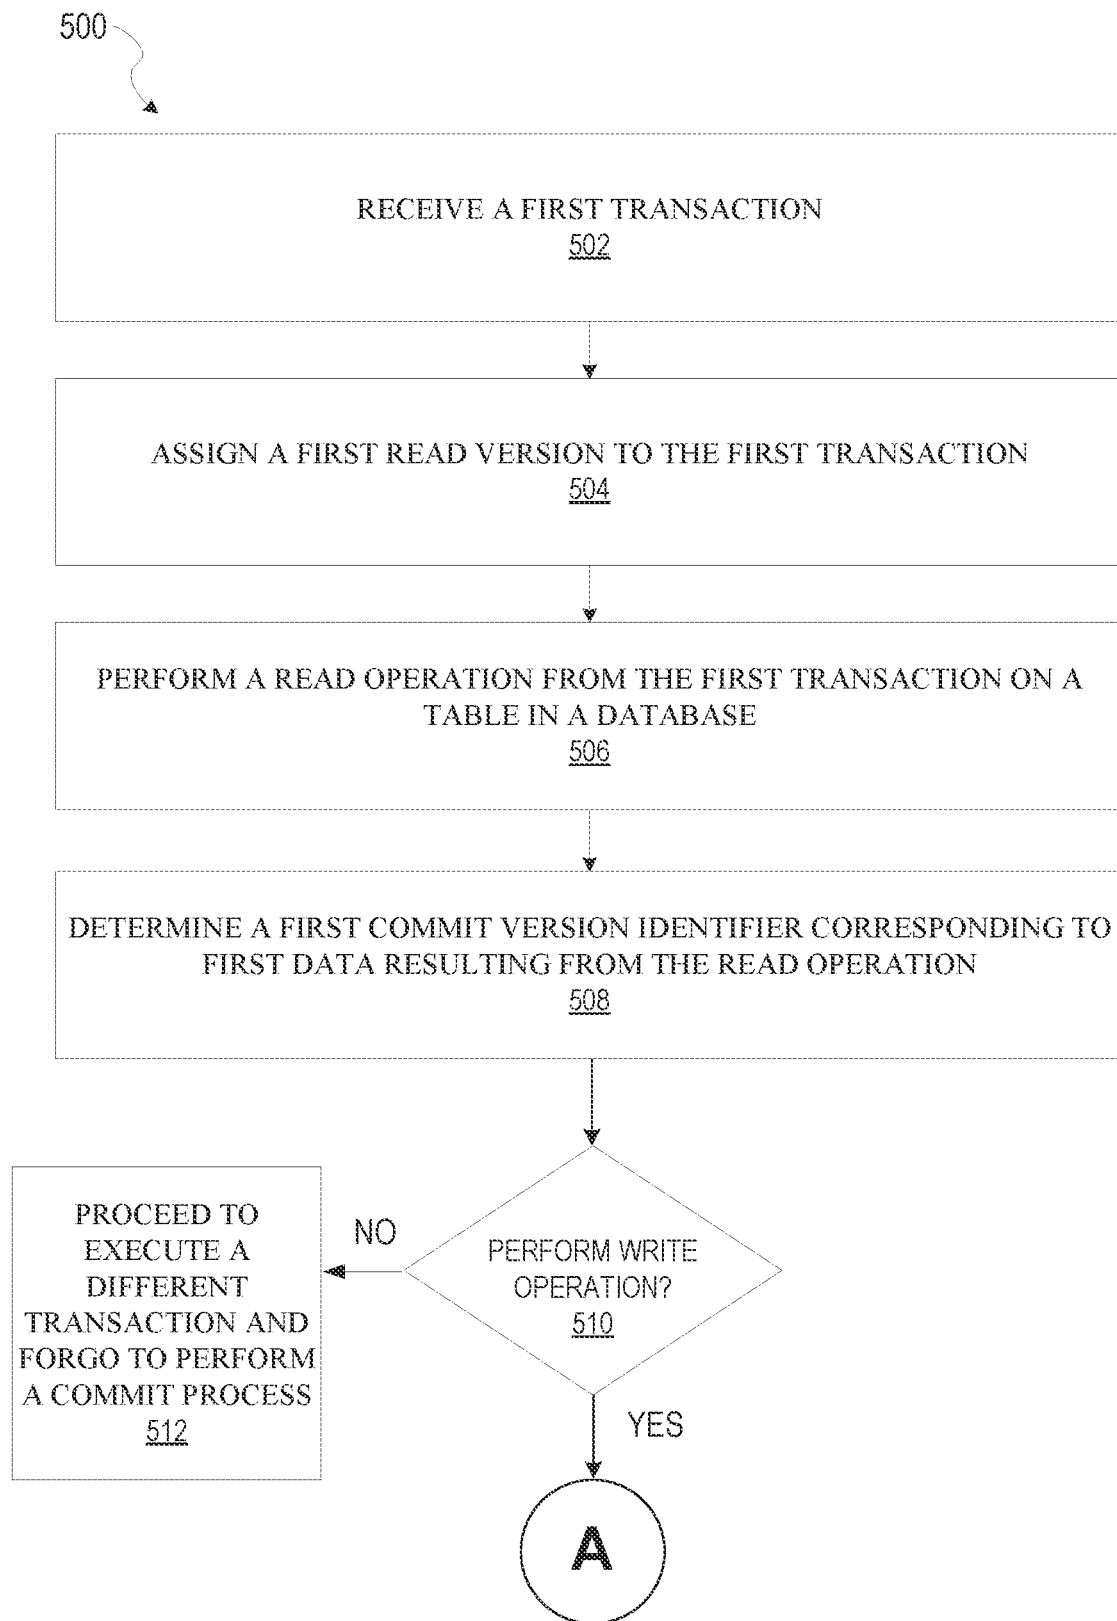 500
RECEIVE A FIRST TRANSACTION
502
ASSIGN A FIRST READ VERSION TO THE FIRST TRANSACTION
504
PERFORM A READ OPERATION FROM THE FIRST TRANSACTION ON A
TABLE IN A DATABASE
506
DETERMINE A FIRST COMMIT VERSION IDENTIFIER CORRESPONDING TO
FIRST DATA RESULTING FROM THE READ OPERATION
508
PROCEED TO
EXECUTE A
DIFFERENT
TRANSACTION AND
FORGO TO PERFORM
A COMMIT PROCESS
512
NO
PERFORM WRITE
OPERATION?
510
YES
A